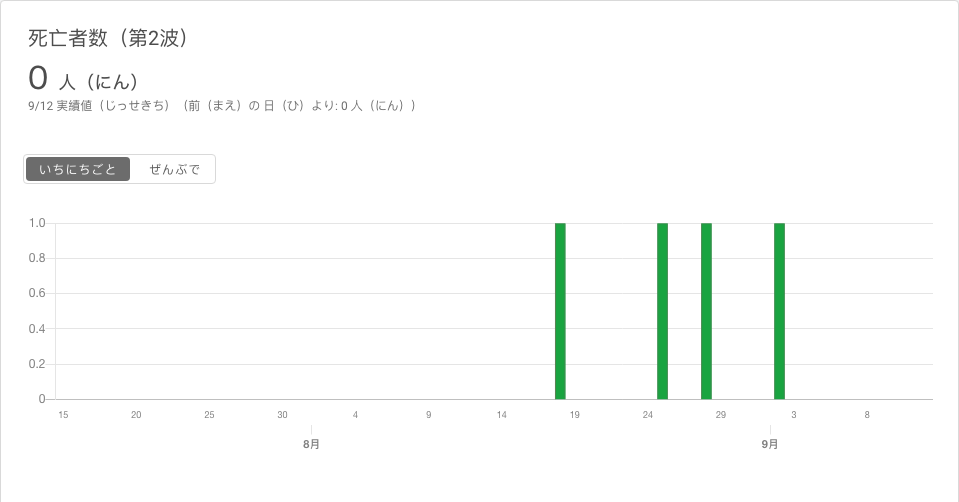 死亡者数（第2波）
0 人（にん）
9/12 実績値（じっせきち）（前（まえ）の 日（ひ）より: 0 人（にん））
いちにちごと ぜんぶで
1.0
0.8
0.6
0.4
0.2
0
15 20 25 30 4 9 14 19 24 29 3 8
8月 9月